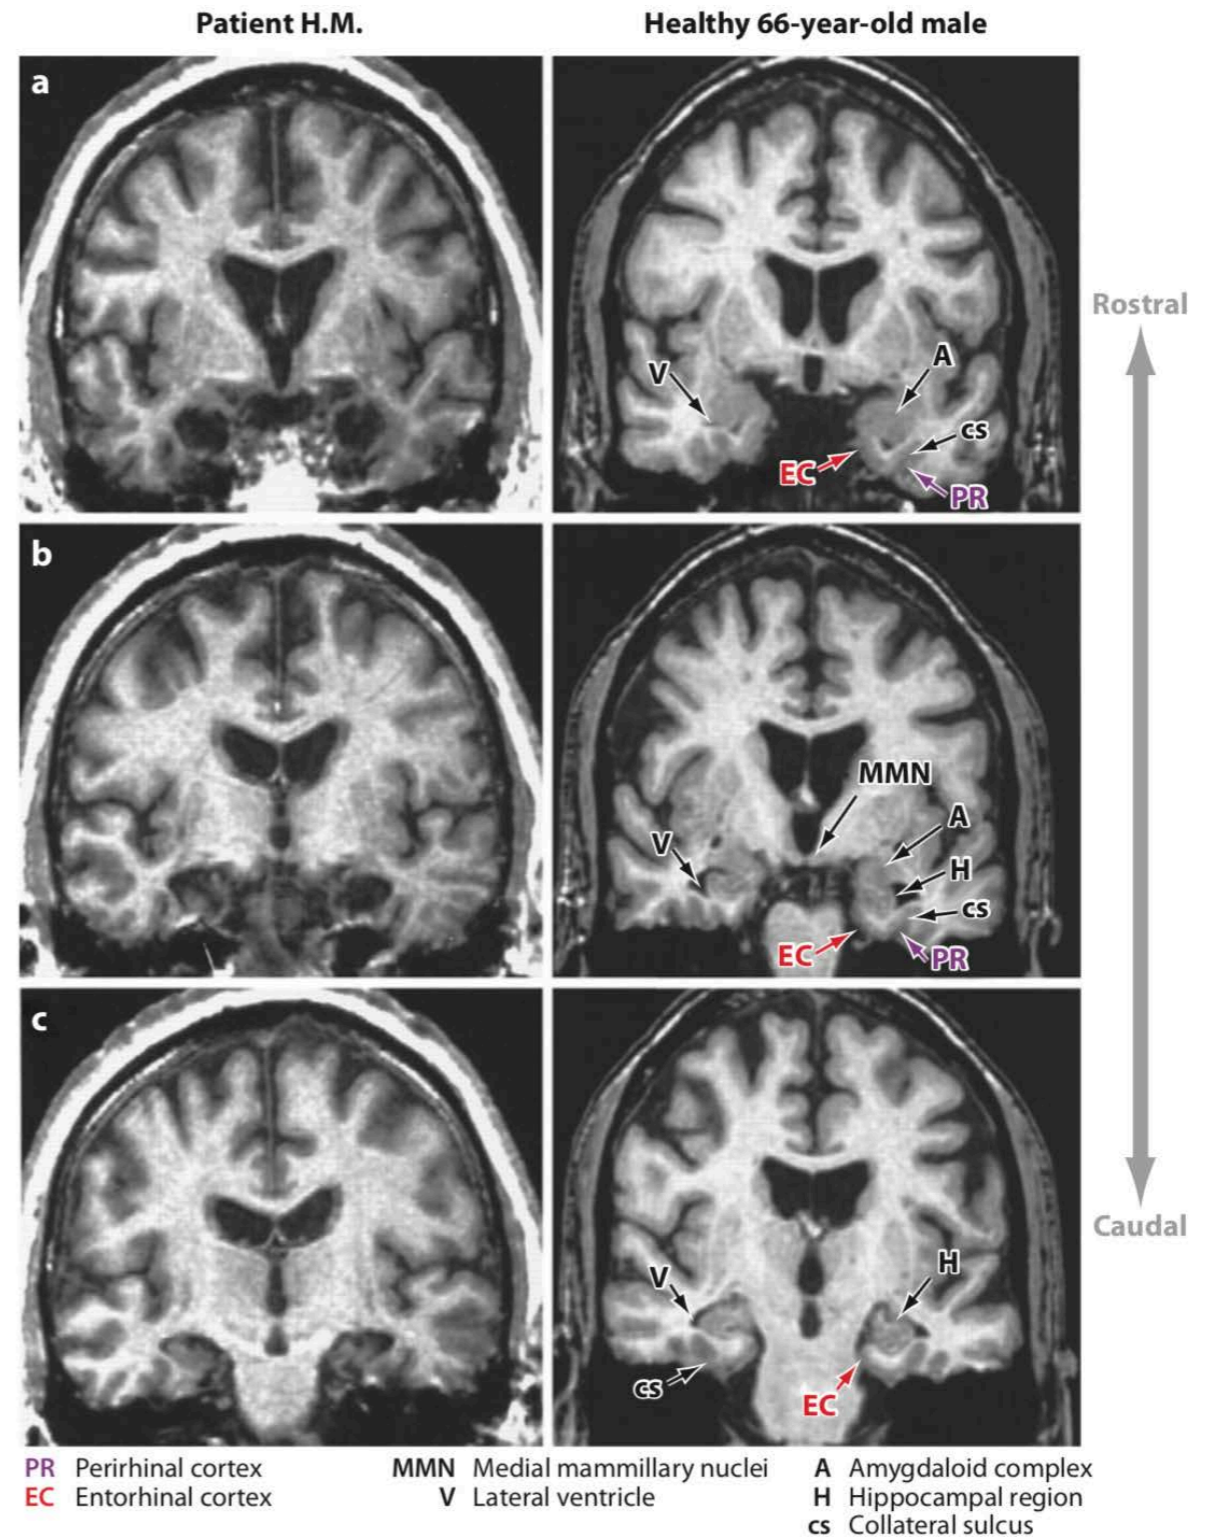 Patient H.M.
Healthy 66-year-old male
a
V
A
cs
EC
PR
Rostral
b
MMN
V
A
H
cs
EC
PR
c
V
H
cs
EC
Caudal
PR Perirhinal cortex
MMN Medial mammillary nuclei
A Amygdaloid complex
EC Entorhinal cortex
V Lateral ventricle
H Hippocampal region
cs Collateral sulcus